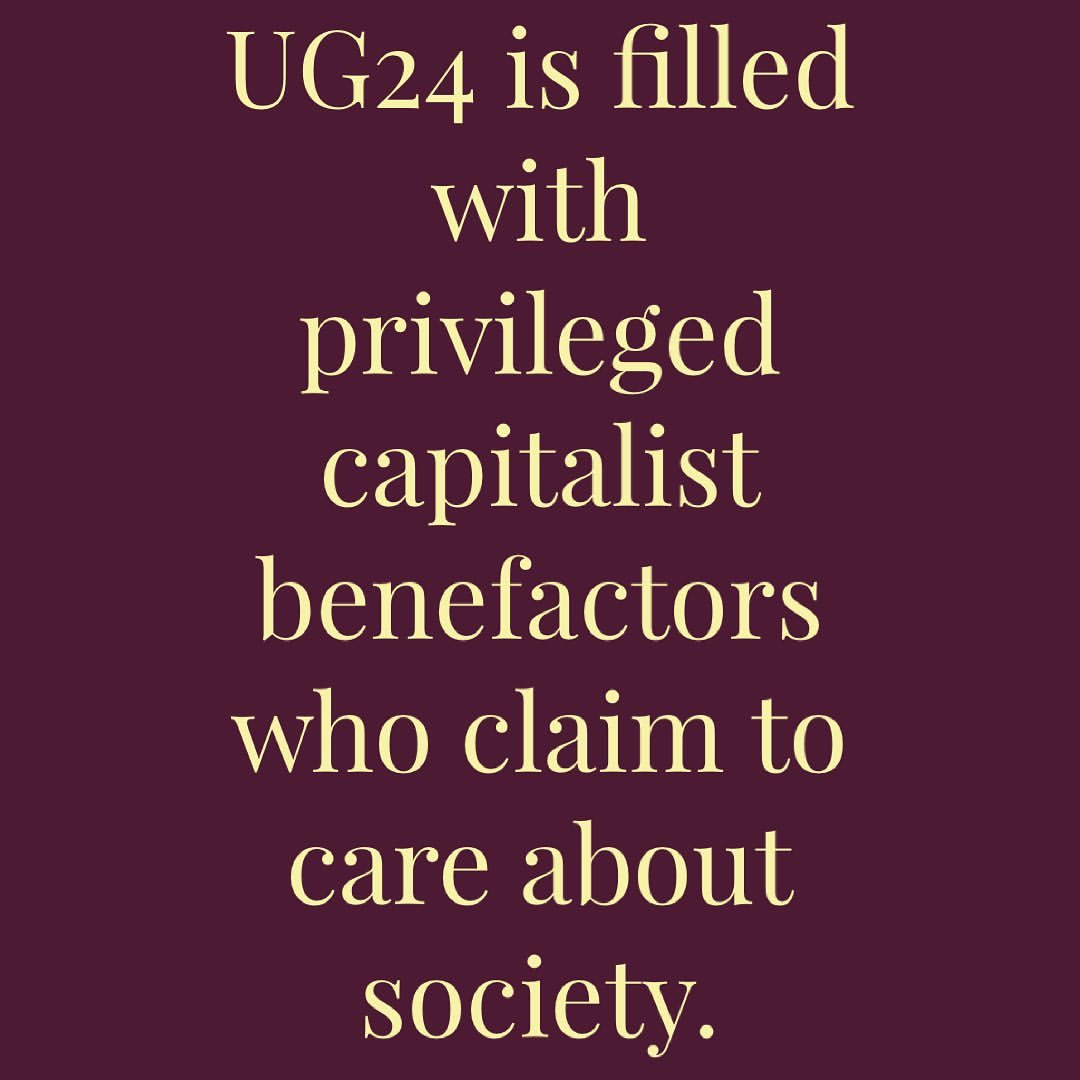 UG24 is filled
with
privileged
capitalist
benefactors
who claim to
care about
society.